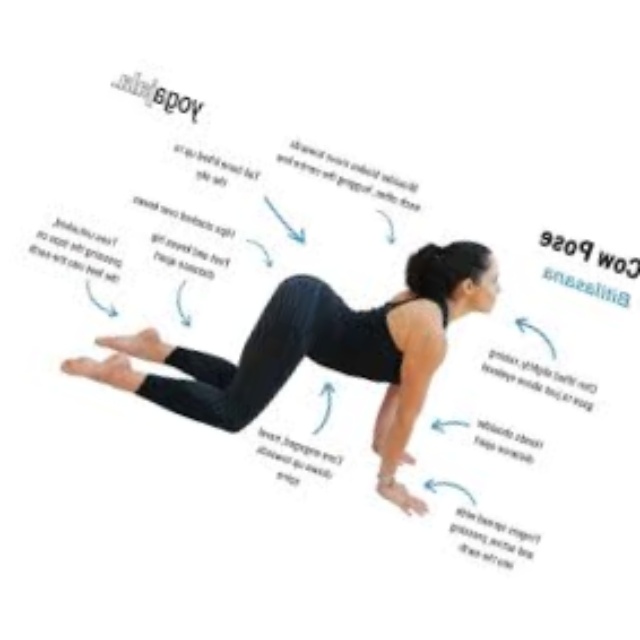 Cow Pose
Bitilasana
yogajala.
Tail bone lifted up to
the sky
Shoulder blades move towards
each other, hugging the
Hips stacked over knees
Feet and knees hip
distance apart
Toes untucked,
pressing the tops of
the feet into the earth
Chin lifted slightly, raising
gaze to just above eyelevel
Hands shoulder
distance apart
Fingers spread wide
and active, pressing
into the earth
Core engaged, navel
drawn up towards
spine